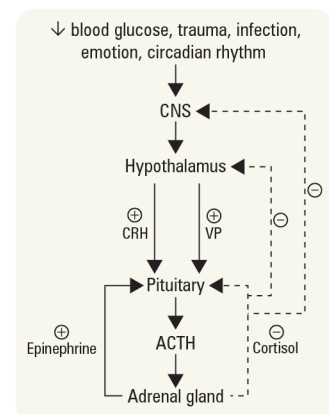 ↓ blood glucose, trauma, infection,
emotion, circadian rhythm
CNS
Hypothalamus
⊖
⊖
⊕
CRH
⊕
VP
Pituitary
⊕
Epinephrine
ACTH
⊖
Cortisol
Adrenal gland